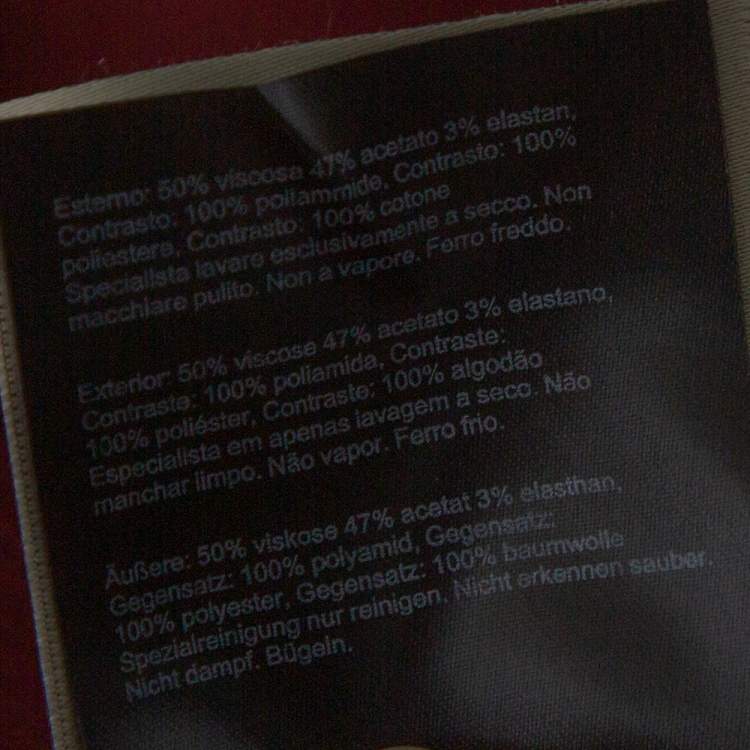 Esterno: 50% viscosa 47% acetato 3% elastan,
Contrasto: 100% poliammide, Contrasto: 100%
poliestere, Contrasto: 100% cotone
Specialista lavare esclusivamente a secco. Non
macchiare pulito. Non a vapore. Ferro freddo.
Exterior: 50% viscose 47% acetato 3% elastano,
Contraste: 100% poliamida, Contraste:
100% poliéster, Contraste: 100% algodão
Especialista em apenas lavagem a seco. Não
manchar limpo. Não vapor. Ferro frio.
Äußere: 50% viskose 47% acetat 3% elasthan,
Gegensatz: 100% polyamid, Gegensatz:
100% polyester, Gegensatz: 100% baumwolle
Spezialreinigung nur reinigen. Nicht erkennen sauber.
Nicht dampf. Bügeln.